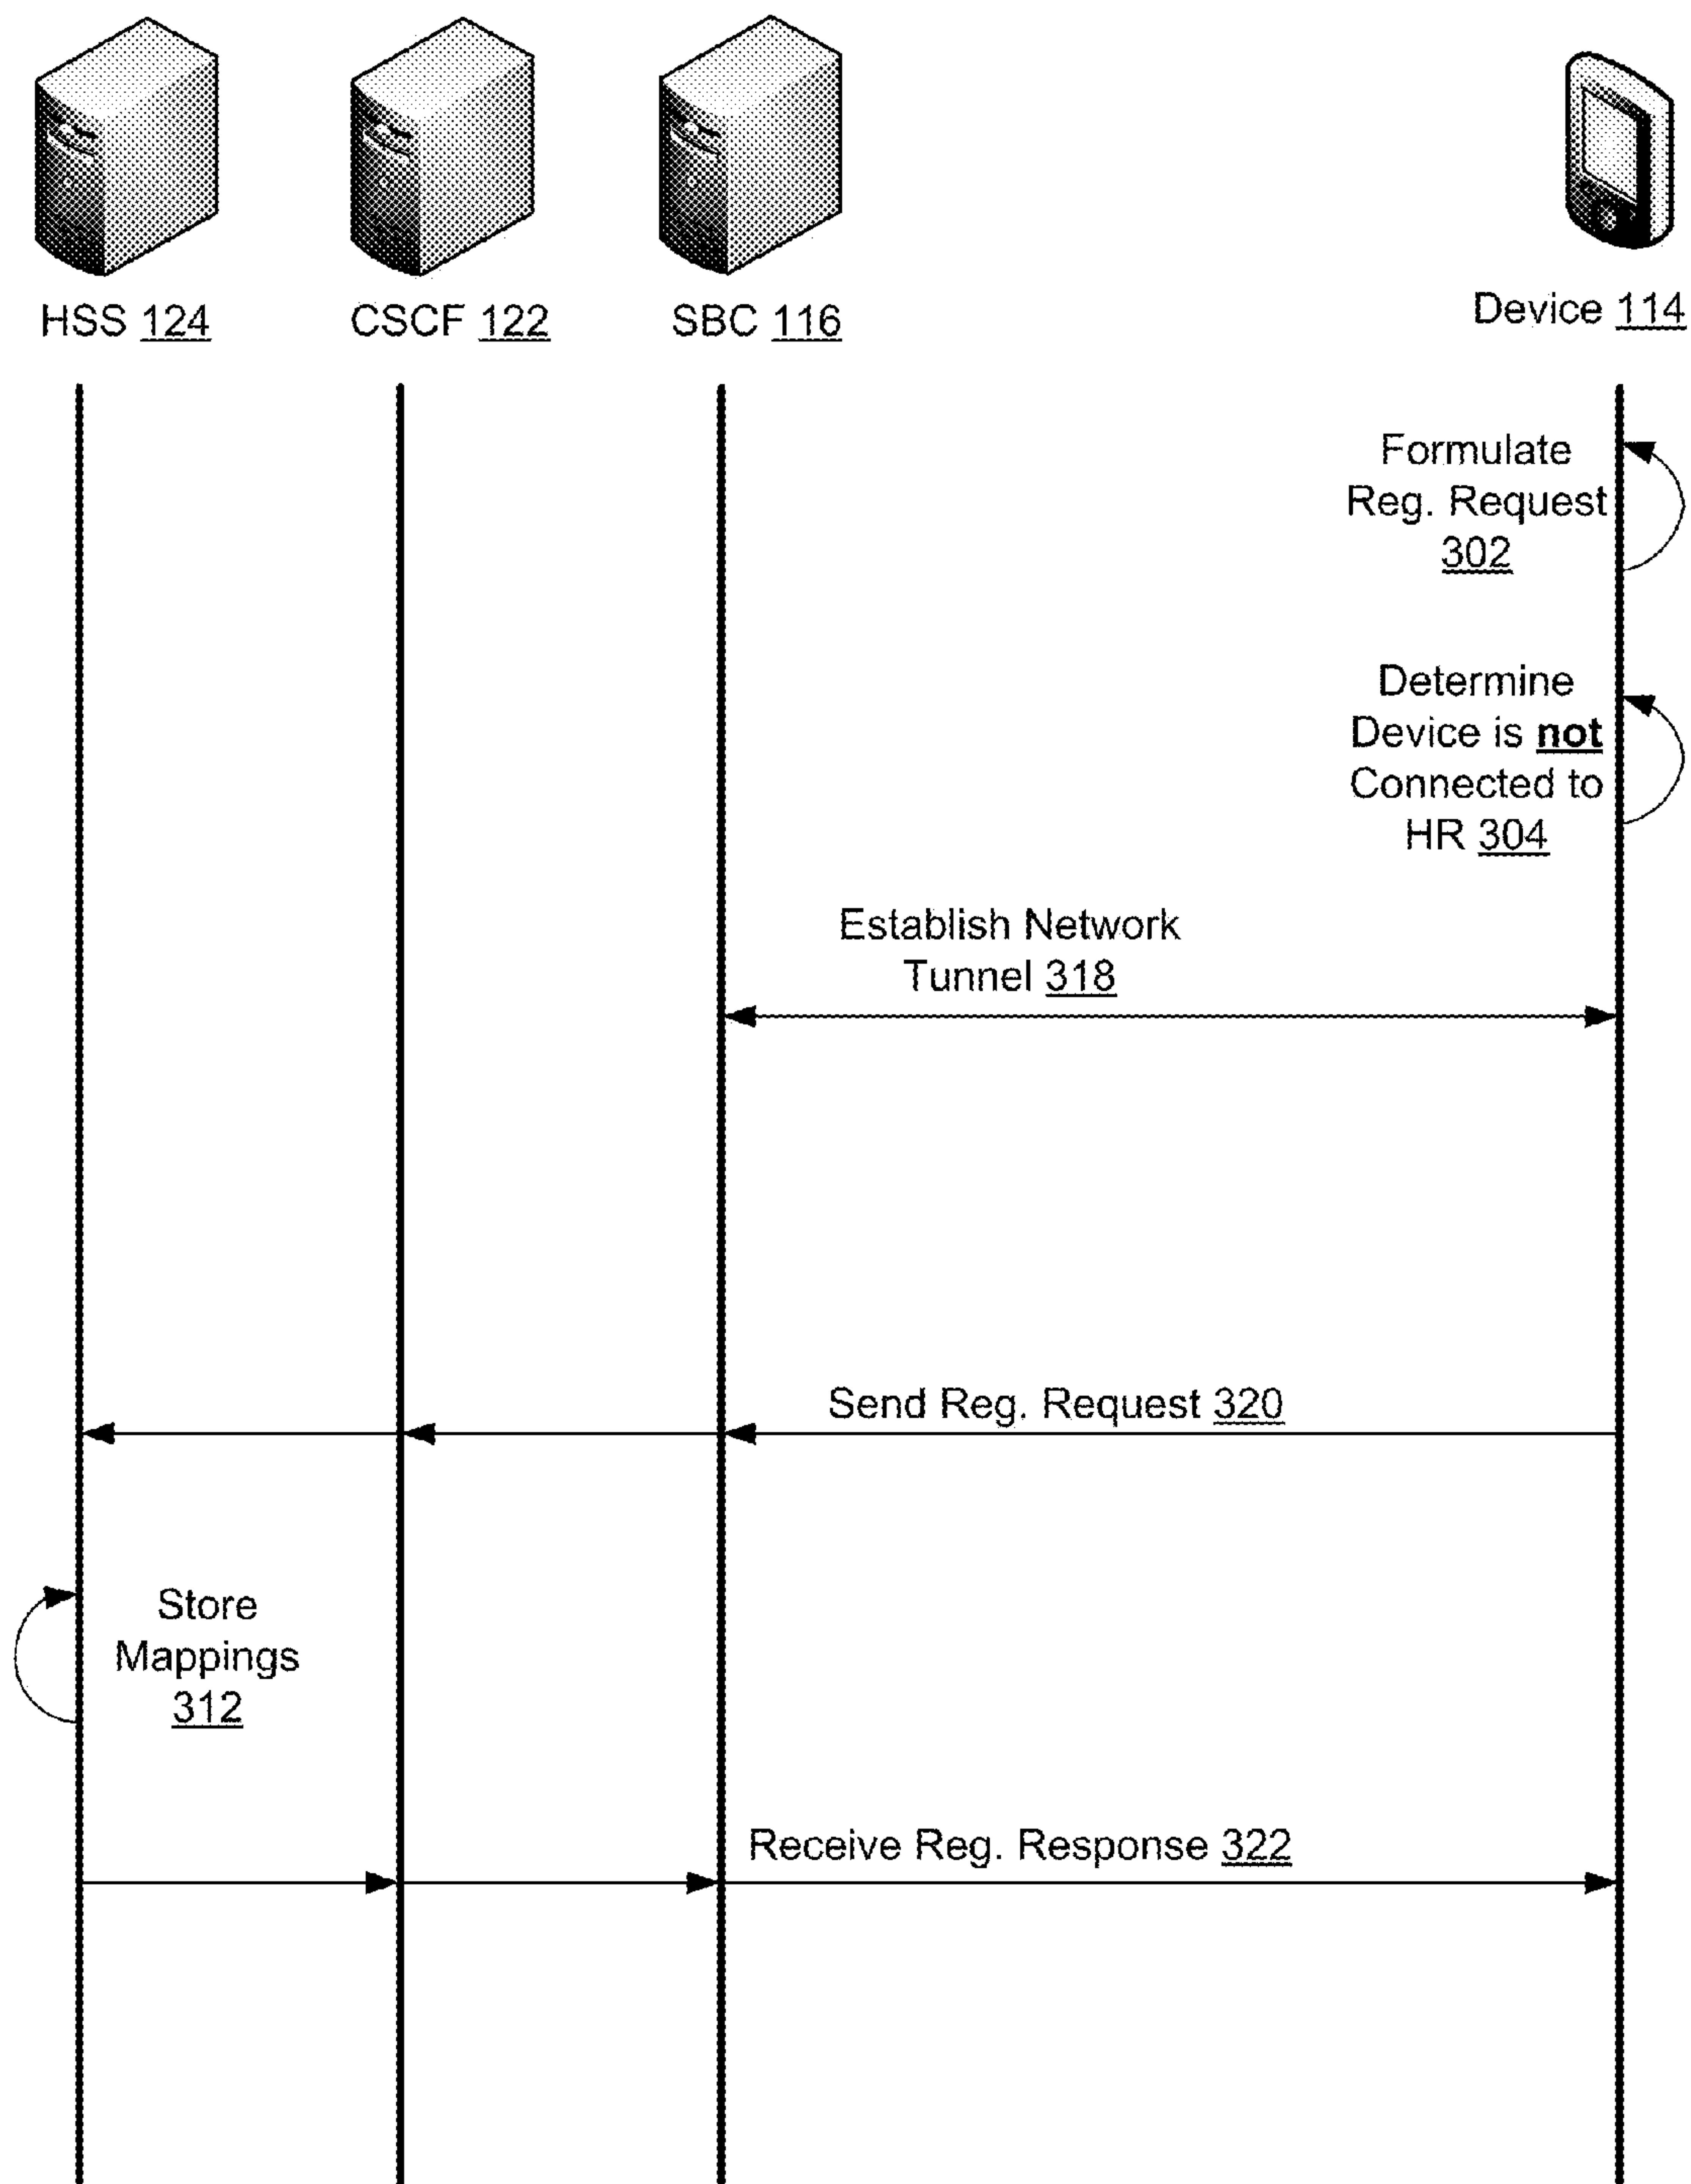 HSS 124
CSCF 122
SBC 116
Device 114
Formulate
Reg. Request
302
Determine
Device is not
Connected to
HR 304
Establish Network
Tunnel 318
Send Reg. Request 320
Store
Mappings
312
Receive Reg. Response 322